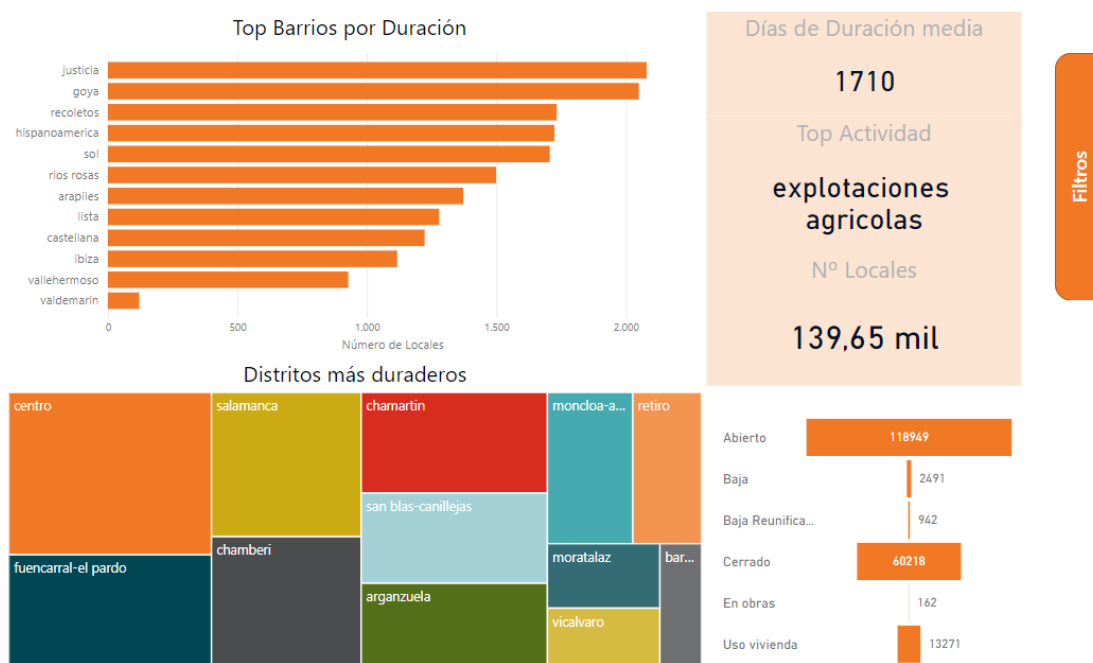 Top Barrios por Duración
justicia
goya
recoletos
hispanoamerica
sol
rios rosas
arapiles
lista
castellana
ibiza
vallehermoso
valdemarin
0 500 1.000 1.500 2.000
Número de Locales
Días de Duración media
1710
Top Actividad
explotaciones
agricolas
Nº Locales
139,65 mil
Filtros
Distritos más duraderos
centro
salamanca
chamartin
moncloa-a...
retiro
san blas-canillejas
chamberi
fuencarral-el pardo
moratalaz
bar...
arganzuela
vicalvaro
Abierto 118949
Baja 2491
Baja Reunifica... 942
Cerrado 60218
En obras 162
Uso vivienda 13271